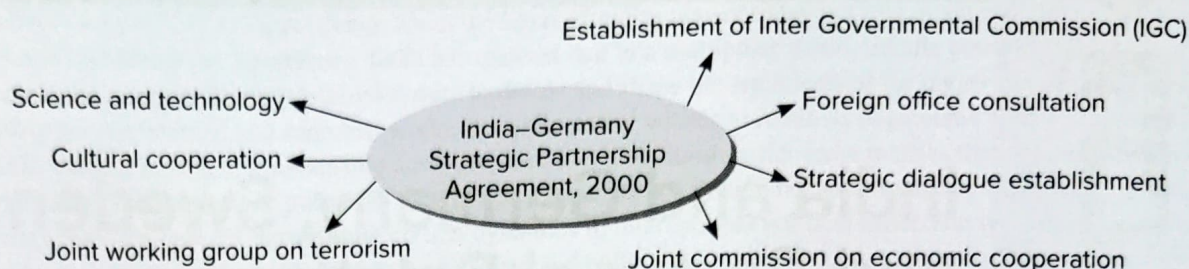 Establishment of Inter Governmental Commission (IGC)
Science and technology
Foreign office consultation
India–Germany
Strategic Partnership
Agreement, 2000
Cultural cooperation
Strategic dialogue establishment
Joint working group on terrorism
Joint commission on economic cooperation